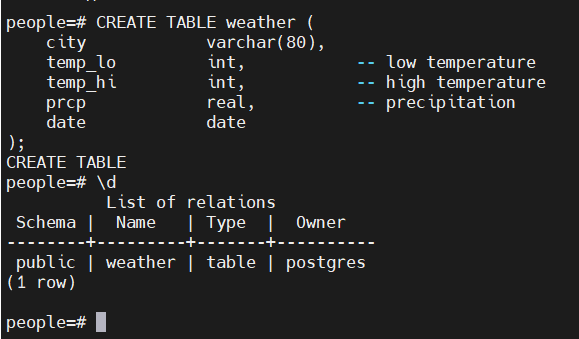 people=# CREATE TABLE weather (
    city            varchar(80),
    temp_lo         int,           -- low temperature
    temp_hi         int,           -- high temperature
    prcp            real,          -- precipitation
    date            date
);
CREATE TABLE
people=# \d
          List of relations
 Schema |  Name   | Type  |  Owner
--------+---------+-------+----------
 public | weather | table | postgres
(1 row)
people=#